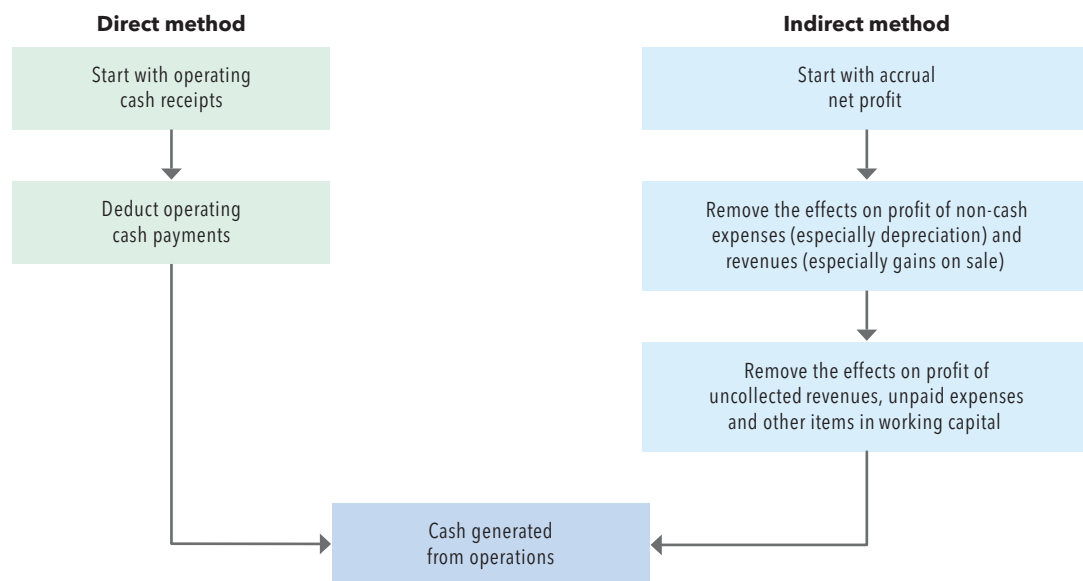 Direct method
Start with operating
cash receipts
Deduct operating
cash payments
Indirect method
Start with accrual
net profit
Remove the effects on profit of non-cash
expenses (especially depreciation) and
revenues (especially gains on sale)
Remove the effects on profit of
uncollected revenues, unpaid expenses
and other items in working capital
Cash generated
from operations